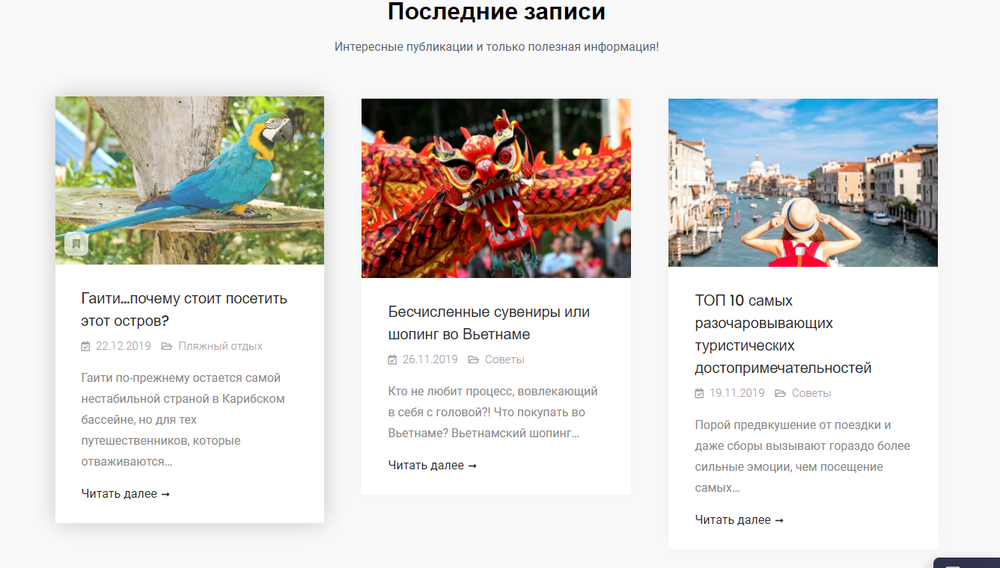 Последние записи
Интересные публикации и только полезная информация!
Гаити...почему стоит посетить
этот остров?
22.12.2019 Пляжный отдых
Гаити по-прежнему остается самой
нестабильной страной в Карибском
бассейне, но для тех
путешественников, которые
отваживаются...
Читать далее →
Бесчисленные сувениры или
шопинг во Вьетнаме
26.11.2019 Советы
Кто не любит процесс, вовлекающий
в себя с головой?! Что покупать во
Вьетнаме? Вьетнамский шопинг...
Читать далее →
ТОП 10 самых
разочаровывающих
туристических
достопримечательностей
19.11.2019 Советы
Порой предвкушение от поездки и
даже сборы вызывают гораздо более
сильные эмоции, чем посещение
самых...
Читать далее →